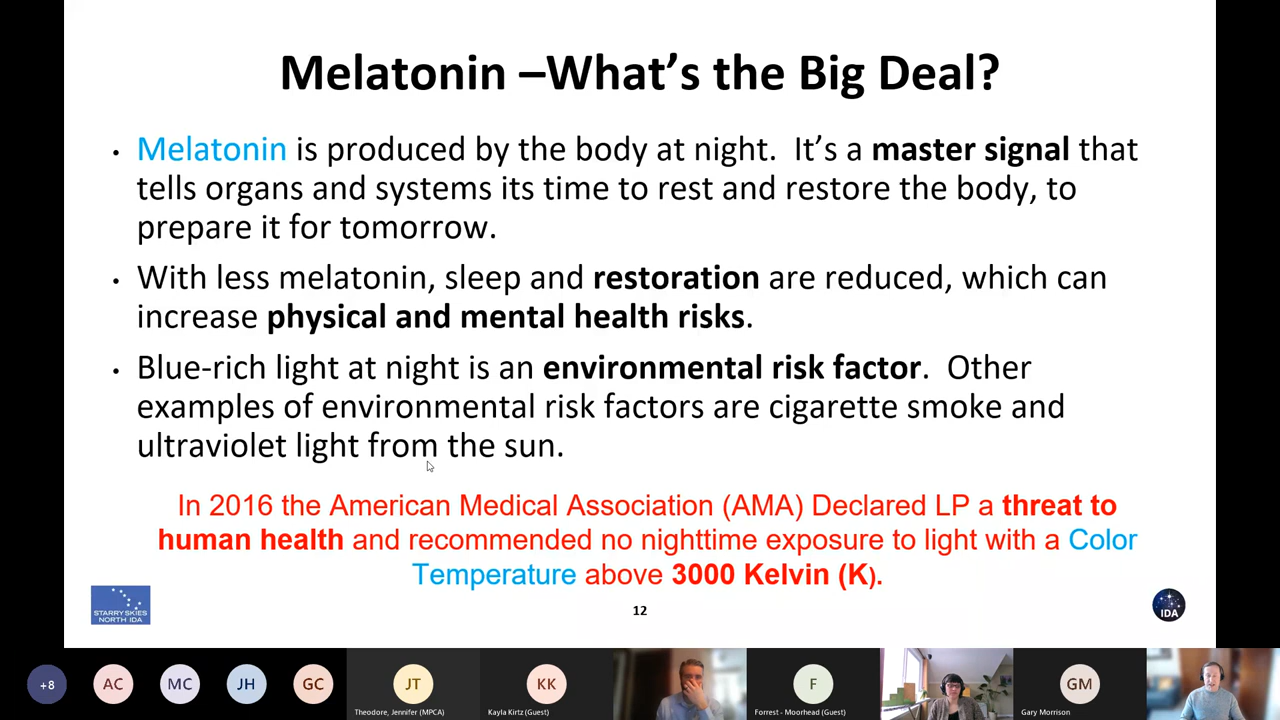 Melatonin –What's the Big Deal?
• Melatonin is produced by the body at night.  It's a master signal that
tells organs and systems its time to rest and restore the body, to
prepare it for tomorrow.
• With less melatonin, sleep and restoration are reduced, which can
increase physical and mental health risks.
• Blue-rich light at night is an environmental risk factor.  Other
examples of environmental risk factors are cigarette smoke and
ultraviolet light from the sun.
In 2016 the American Medical Association (AMA) Declared LP a threat to
human health and recommended no nighttime exposure to light with a Color
Temperature above 3000 Kelvin (K).
STARRY SKIES
NORTH IDA
12
IDA
+8
AC
MC
JH
GC
JT
Theodore, Jennifer (MPCA)
KK
Kayla Kirtz (Guest)
F
Forrest - Moorhead (Guest)
GM
Gary Morrison